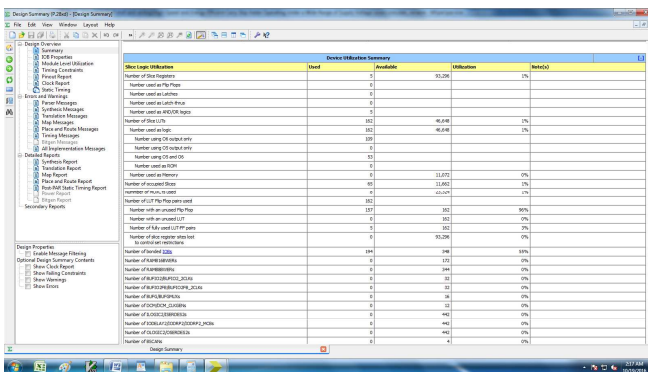 Design Summary (P.28xd) - [Design Summary]
File Edit View Window Layout Help
Design Overview
Summary
IOB Properties
Module Level Utilization
Timing Constraints
Pinout Report
Clock Report
Static Timing
Errors and Warnings
Parser Messages
Synthesis Messages
Translation Messages
Map Messages
Place and Route Messages
Timing Messages
Bitgen Messages
All Implementation Messages
Detailed Reports
Synthesis Report
Translation Report
Map Report
Place and Route Report
Post-PAR Static Timing Report
Power Report
Bitgen Report
Secondary Reports
Design Properties
Enable Message Filtering
Optional Design Summary Contents
Show Clock Report
Show Failing Constraints
Show Warnings
Show Errors
Device Utilization Summary [-]
Slice Logic Utilization Used Available Utilization Note(s)
Number of Slice Registers 5 93,296 1%
Number used as Flip Flops 0
Number used as Latches 0
Number used as Latch-thrus 0
Number used as AND/OR logics 5
Number of Slice LUTs 162 46,648 1%
Number used as logic 162 46,648 1%
Number using O6 output only 109
Number using O5 output only 0
Number using O5 and O6 53
Number used as ROM 0
Number used as Memory 0 11,072 0%
Number of occupied Slices 65 11,662 1%
Number of MUXCYs used 8 23,324 1%
Number of LUT Flip Flop pairs used 162
Number with an unused Flip Flop 157 162 96%
Number with an unused LUT 0 162 0%
Number of fully used LUT-FF pairs 5 162 3%
Number of slice register sites lost to control set restrictions 0 93,296 0%
Number of bonded IOBs 194 348 55%
Number of RAMB16BWERs 0 172 0%
Number of RAMB8BWERs 0 344 0%
Number of BUFIO2/BUFIO2_2CLKs 0 32 0%
Number of BUFIO2FB/BUFIO2FB_2CLKs 0 32 0%
Number of BUFG/BUFGMUXs 0 16 0%
Number of DCM/DCM_CLKGENs 0 12 0%
Number of ILOGIC2/ISERDES2s 0 442 0%
Number of IODELAY2/IODRP2/IODRP2_MCBs 0 442 0%
Number of OLOGIC2/OSERDES2s 0 442 0%
Number of BSCANs 0 4 0%
Design Summary
2:17 AM
10/19/2016